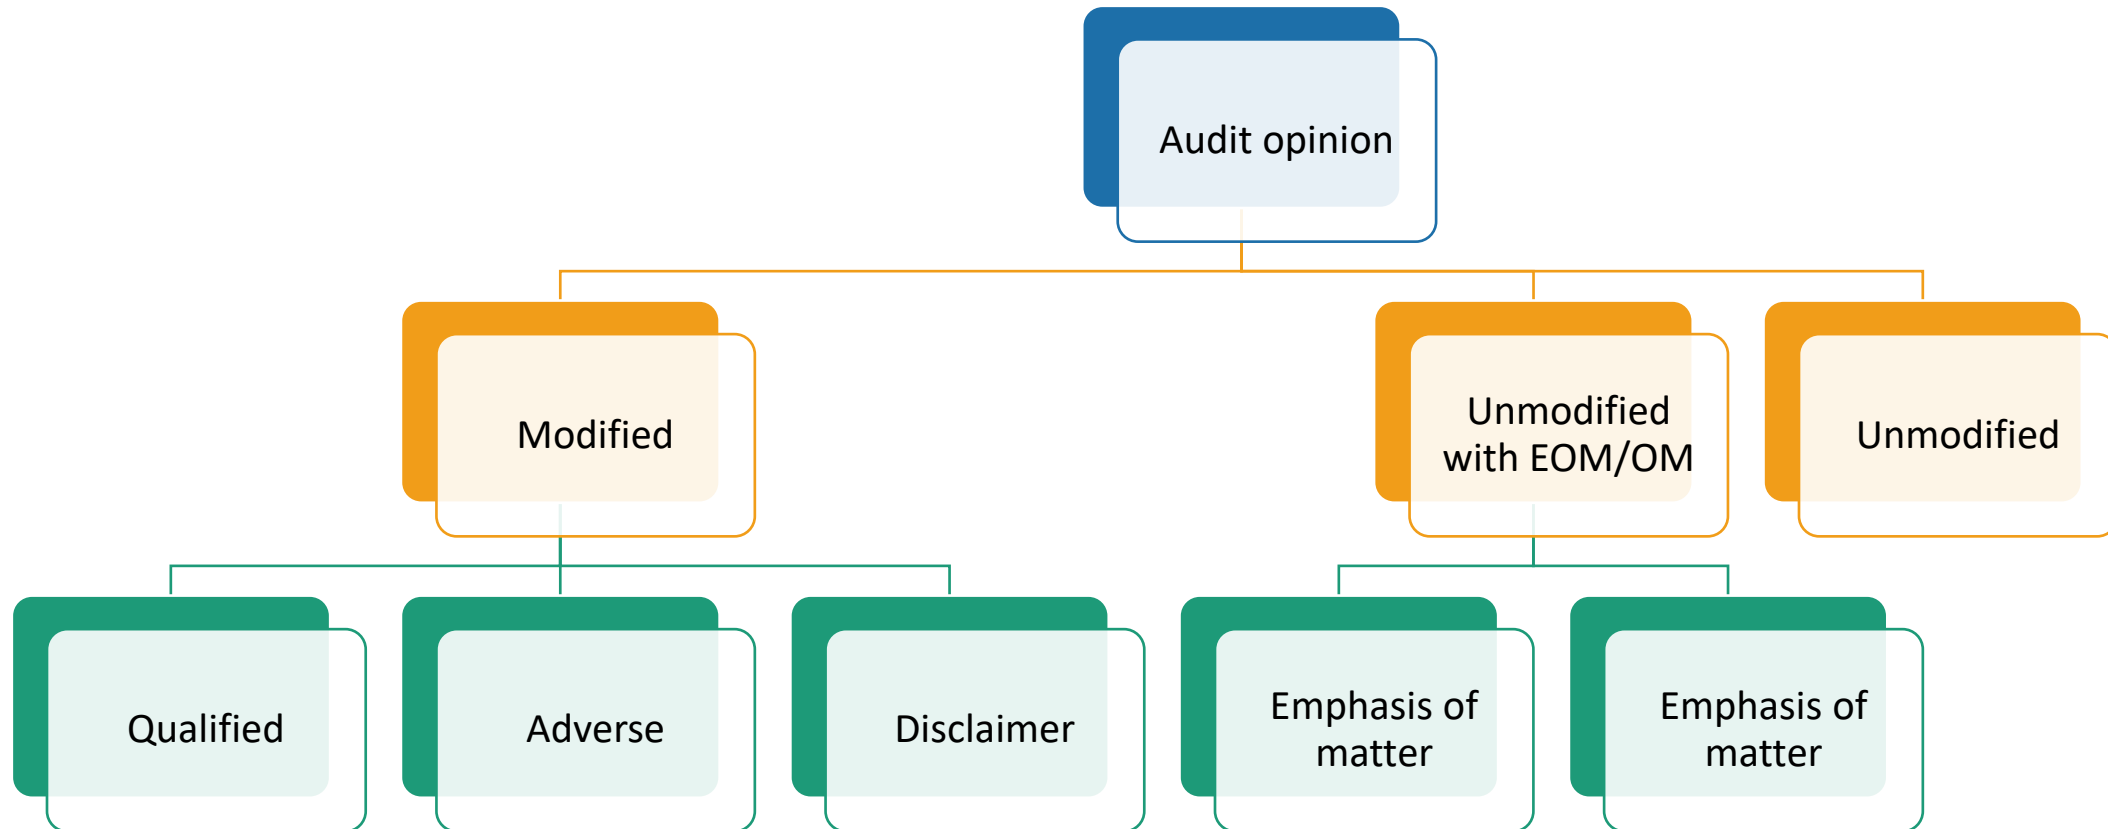 Audit opinion
Modified
Unmodified
with EOM/OM
Unmodified
Qualified
Adverse
Disclaimer
Emphasis of
matter
Emphasis of
matter